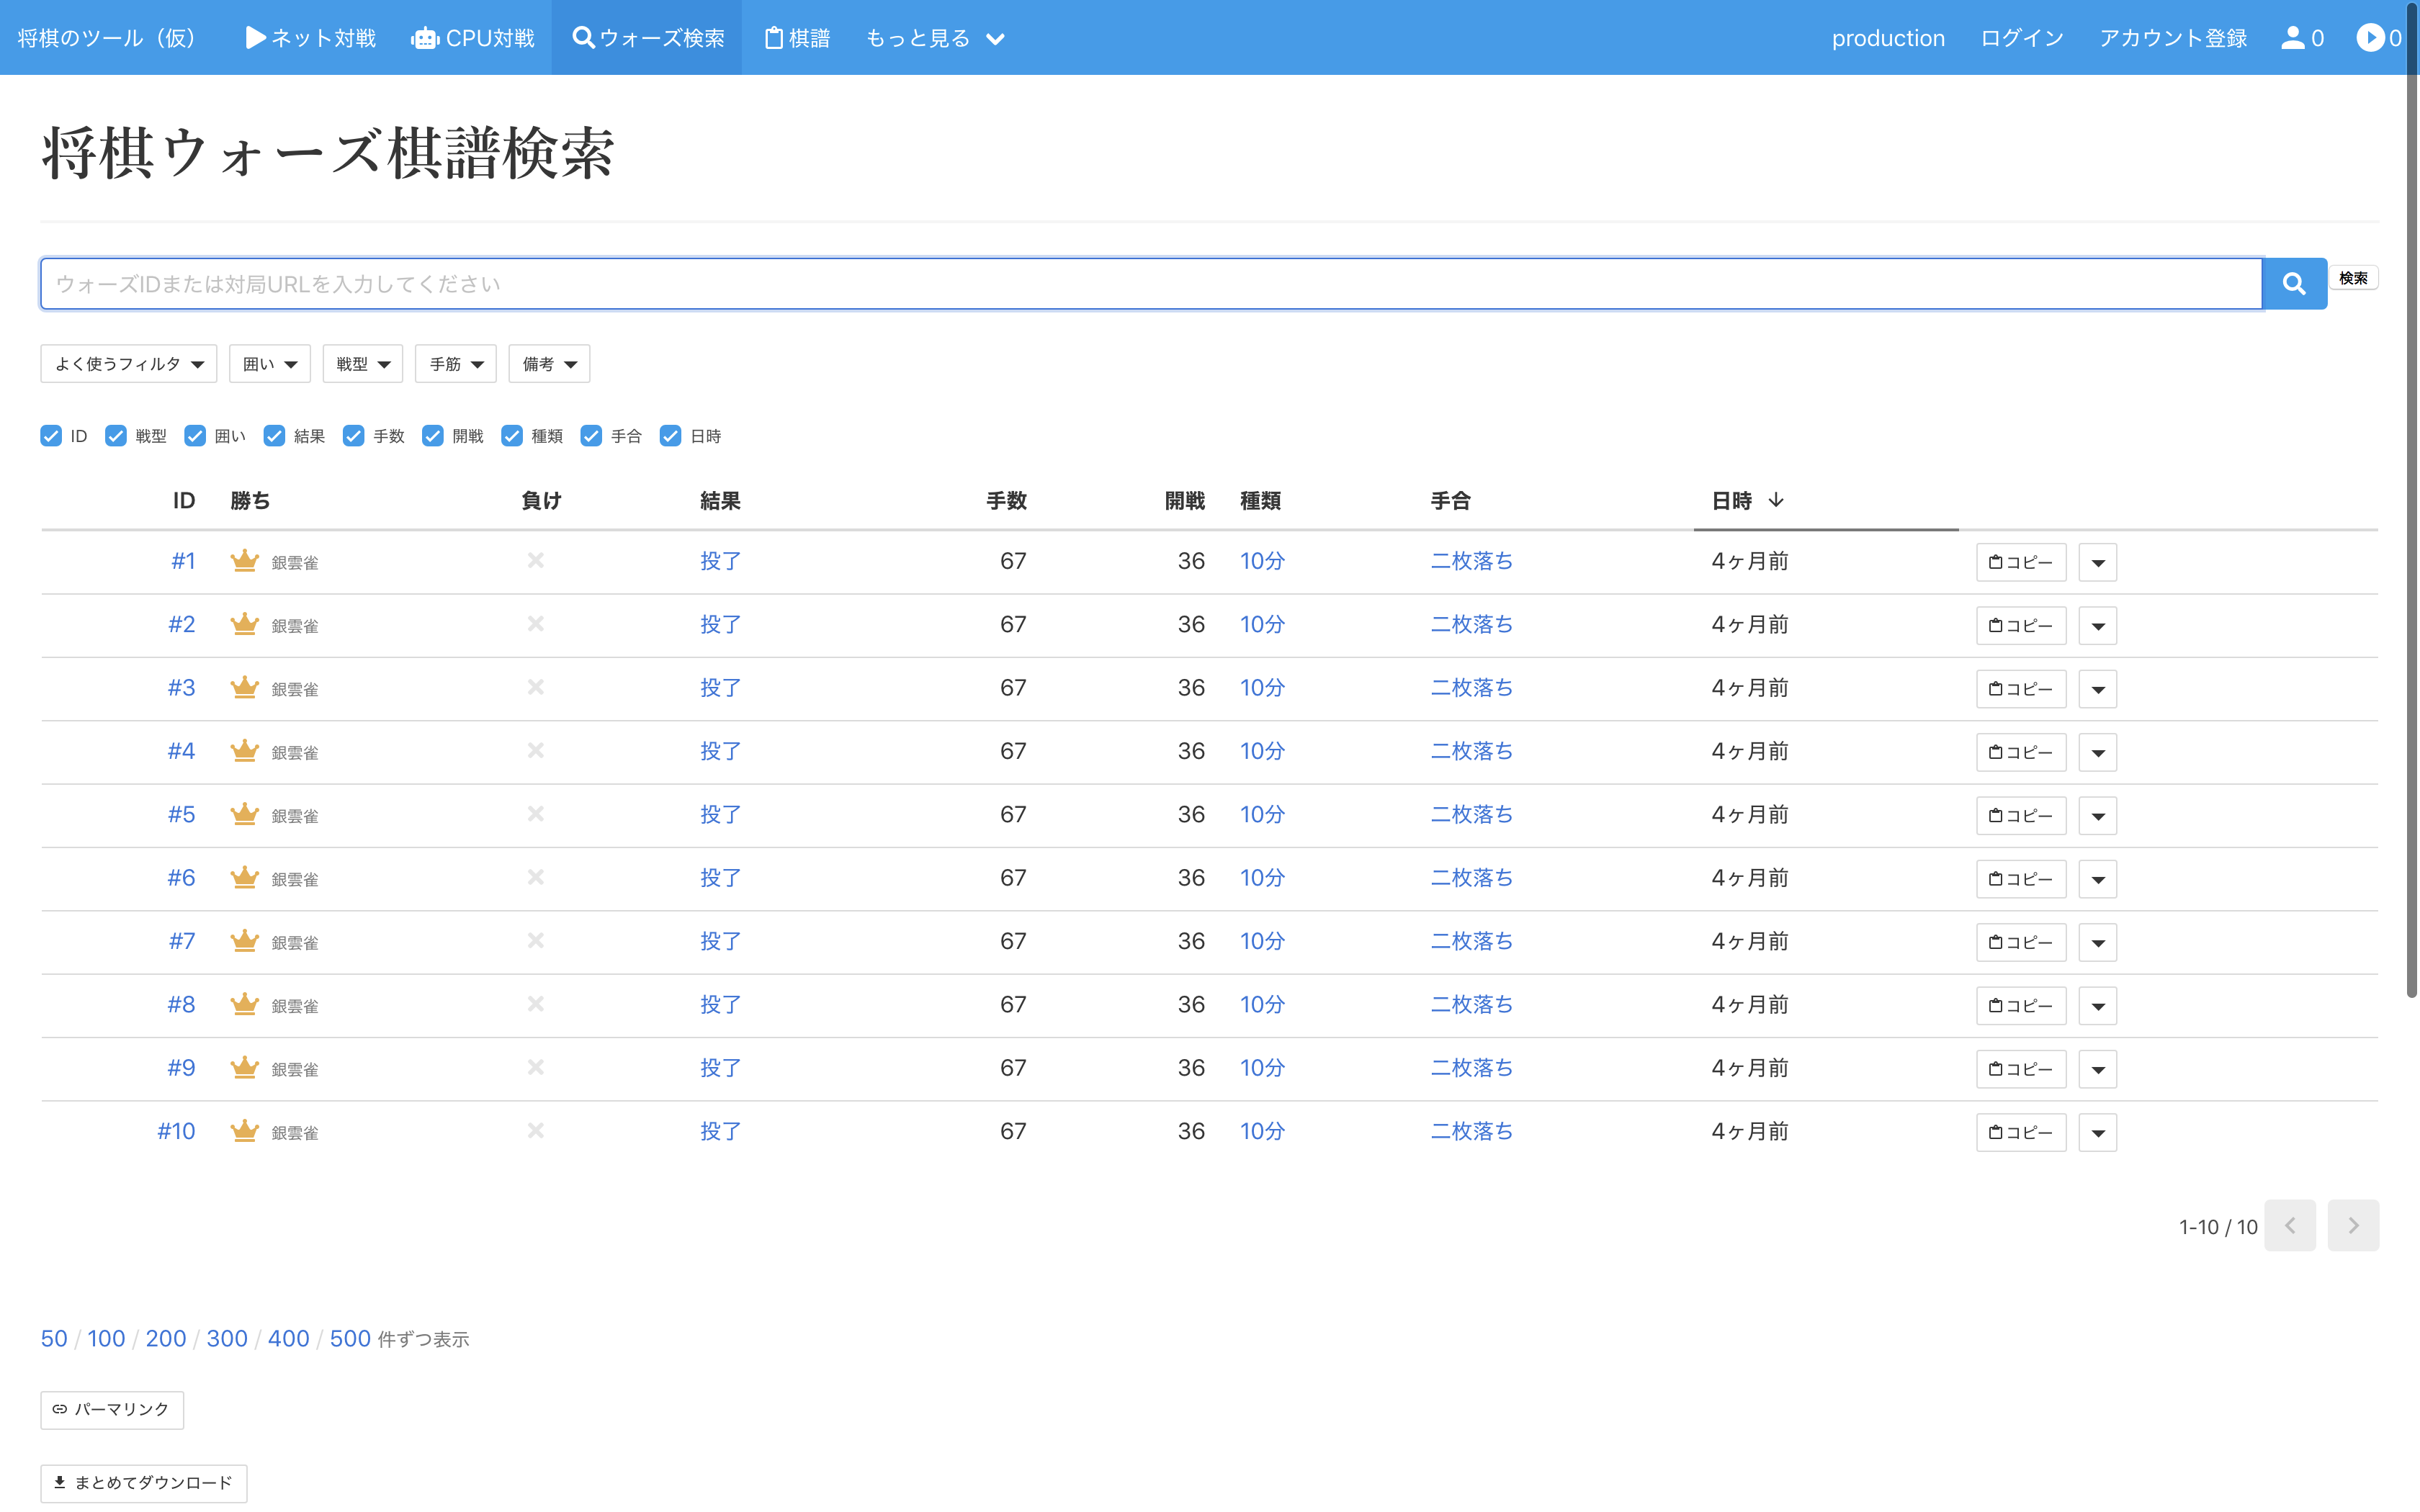 将棋のツール（仮） ネット対戦 CPU対戦 ウォーズ検索 棋譜 もっと見る production ログイン アカウント登録 0 0
将棋ウォーズ棋譜検索
ウォーズIDまたは対局URLを入力してください 検索
よく使うフィルタ 囲い 戦型 手筋 備考
ID 戦型 囲い 結果 手数 開戦 種類 手合 日時
ID 勝ち 負け 結果 手数 開戦 種類 手合 日時
#1 銀雲雀 投了 67 36 10分 二枚落ち 4ヶ月前 コピー
#2 銀雲雀 投了 67 36 10分 二枚落ち 4ヶ月前 コピー
#3 銀雲雀 投了 67 36 10分 二枚落ち 4ヶ月前 コピー
#4 銀雲雀 投了 67 36 10分 二枚落ち 4ヶ月前 コピー
#5 銀雲雀 投了 67 36 10分 二枚落ち 4ヶ月前 コピー
#6 銀雲雀 投了 67 36 10分 二枚落ち 4ヶ月前 コピー
#7 銀雲雀 投了 67 36 10分 二枚落ち 4ヶ月前 コピー
#8 銀雲雀 投了 67 36 10分 二枚落ち 4ヶ月前 コピー
#9 銀雲雀 投了 67 36 10分 二枚落ち 4ヶ月前 コピー
#10 銀雲雀 投了 67 36 10分 二枚落ち 4ヶ月前 コピー
1-10 / 10
50 / 100 / 200 / 300 / 400 / 500 件ずつ表示
パーマリンク
まとめてダウンロード